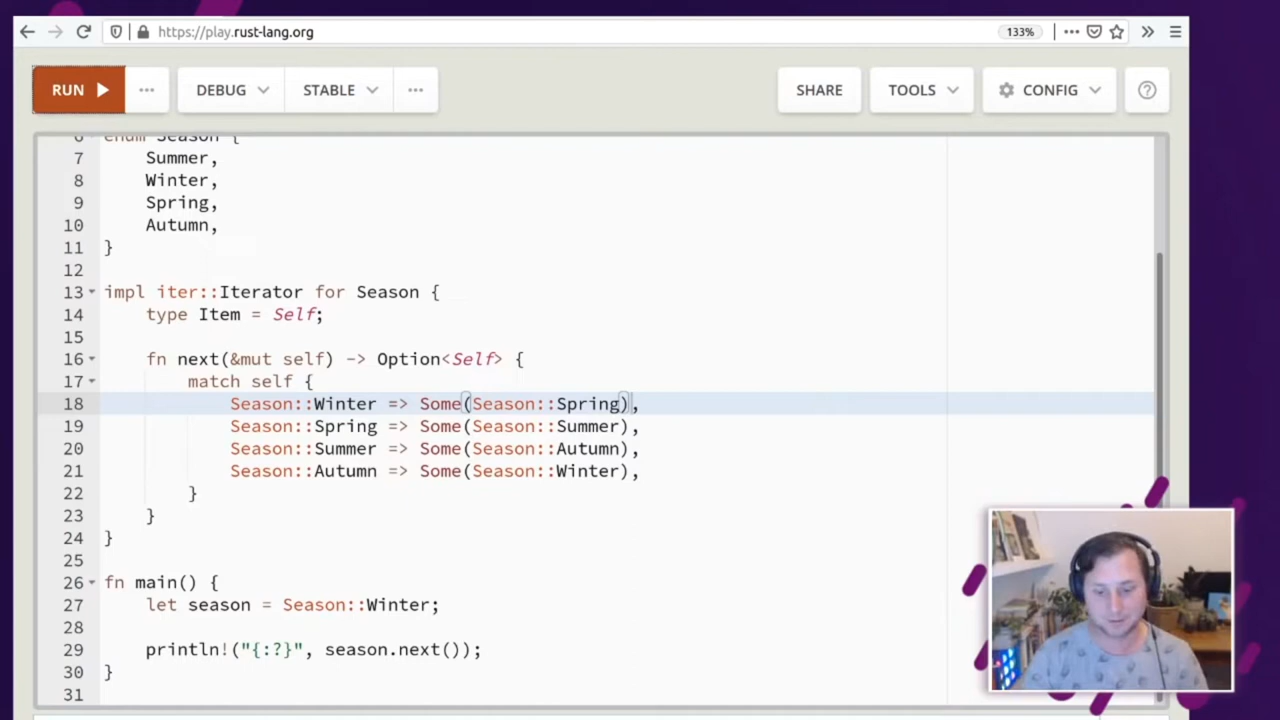 https://play.rust-lang.org
133%
RUN
DEBUG
STABLE
SHARE
TOOLS
CONFIG
6 enum Season {
7 Summer,
8 Winter,
9 Spring,
10 Autumn,
11 }
12
13 impl iter::Iterator for Season {
14 type Item = Self;
15
16 fn next(&mut self) -> Option<Self> {
17 match self {
18 Season::Winter => Some(Season::Spring),
19 Season::Spring => Some(Season::Summer),
20 Season::Summer => Some(Season::Autumn),
21 Season::Autumn => Some(Season::Winter),
22 }
23 }
24 }
25
26 fn main() {
27 let season = Season::Winter;
28
29 println!("{:?}", season.next());
30 }
31